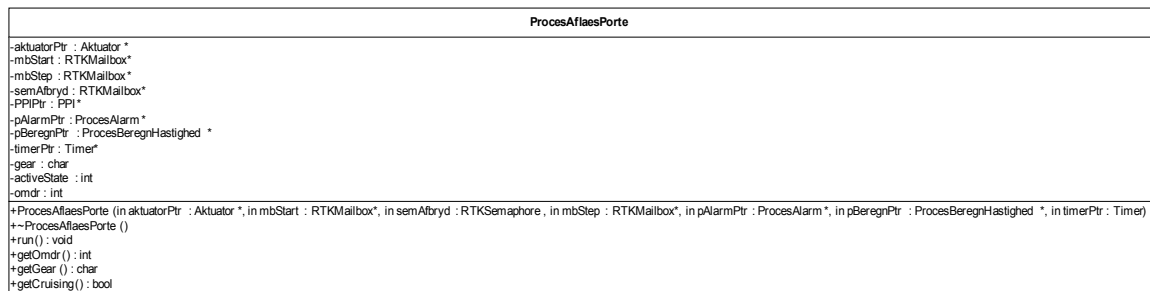 ProcesAflaesPorte
-aktuatorPtr : Aktuator *
-mbStart : RTKMailbox*
-mbStep : RTKMailbox*
-semAfbryd : RTKMailbox*
-PPIPtr : PPI*
-pAlarmPtr : ProcesAlarm*
-pBeregnPtr : ProcesBeregnHastighed *
-timerPtr : Timer*
-gear : char
-activeState : int
-omdr : int
+ProcesAflaesPorte (in aktuatorPtr : Aktuator *, in mbStart : RTKMailbox*, in semAfbryd : RTKSemaphore , in mbStep : RTKMailbox*, in pAlarmPtr : ProcesAlarm*, in pBeregnPtr : ProcesBeregnHastighed *, in timerPtr : Timer)
+~ProcesAflaesPorte ()
+run() : void
+getOmdr() : int
+getGear () : char
+getCruising() : bool